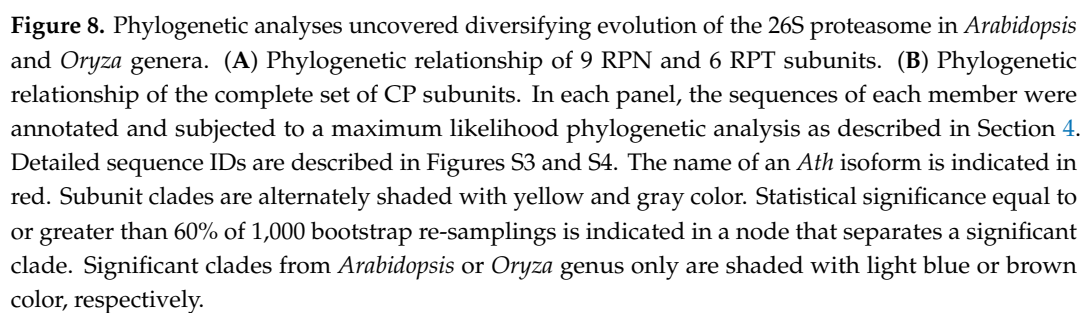 Figure 8. Phylogenetic analyses uncovered diversifying evolution of the 26S proteasome in Arabidopsis
and Oryza genera. (A) Phylogenetic relationship of 9 RPN and 6 RPT subunits. (B) Phylogenetic
relationship of the complete set of CP subunits. In each panel, the sequences of each member were
annotated and subjected to a maximum likelihood phylogenetic analysis as described in Section 4.
Detailed sequence IDs are described in Figures S3 and S4. The name of an Ath isoform is indicated in
red. Subunit clades are alternately shaded with yellow and gray color. Statistical significance equal to
or greater than 60% of 1,000 bootstrap re-samplings is indicated in a node that separates a significant
clade. Significant clades from Arabidopsis or Oryza genus only are shaded with light blue or brown
color, respectively.